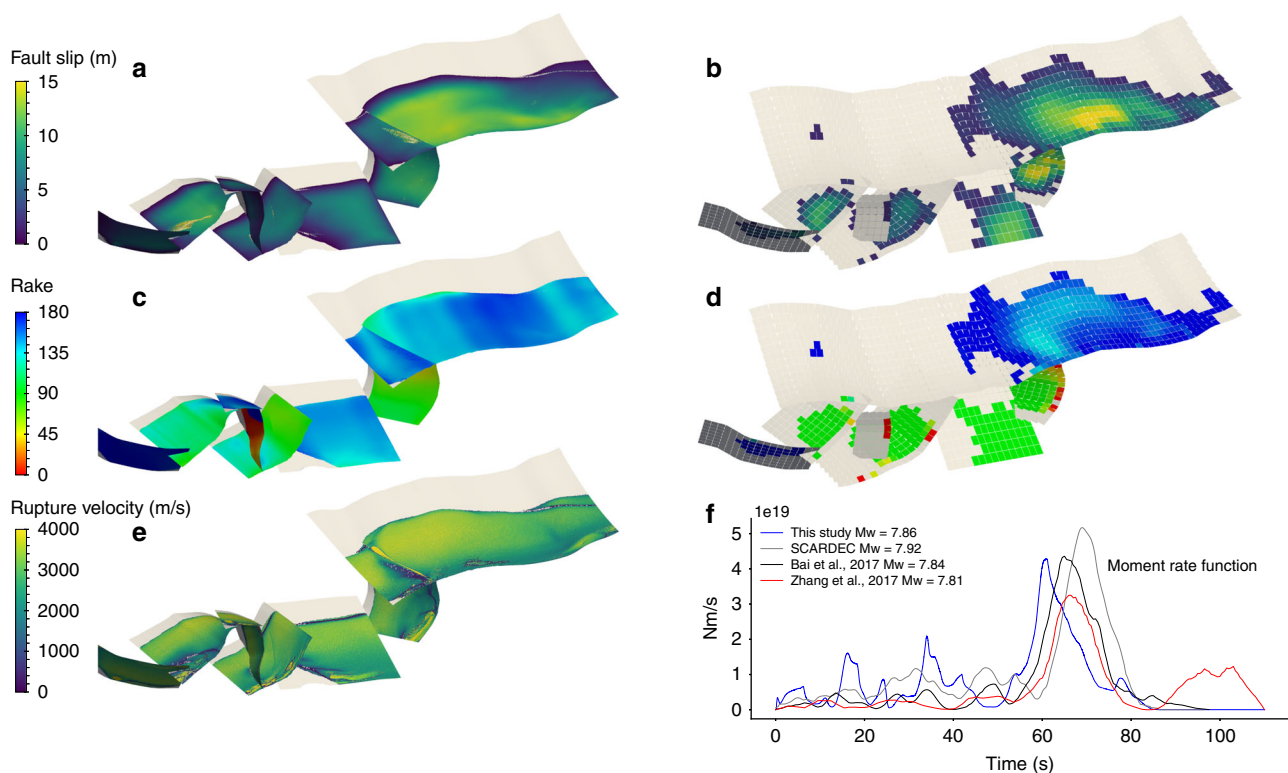 Fault slip (m)
a
b
15
10
5
0
Rake
c
d
180
135
90
45
0
Rupture velocity (m/s)
e
f
4000
3000
2000
1000
0
1e19
This study Mw = 7.86
SCARDEC Mw = 7.92
Bai et al., 2017 Mw = 7.84
Zhang et al., 2017 Mw = 7.81
Moment rate function
Nm/s
5
4
3
2
1
0
0 20 40 60 80 100
Time (s)